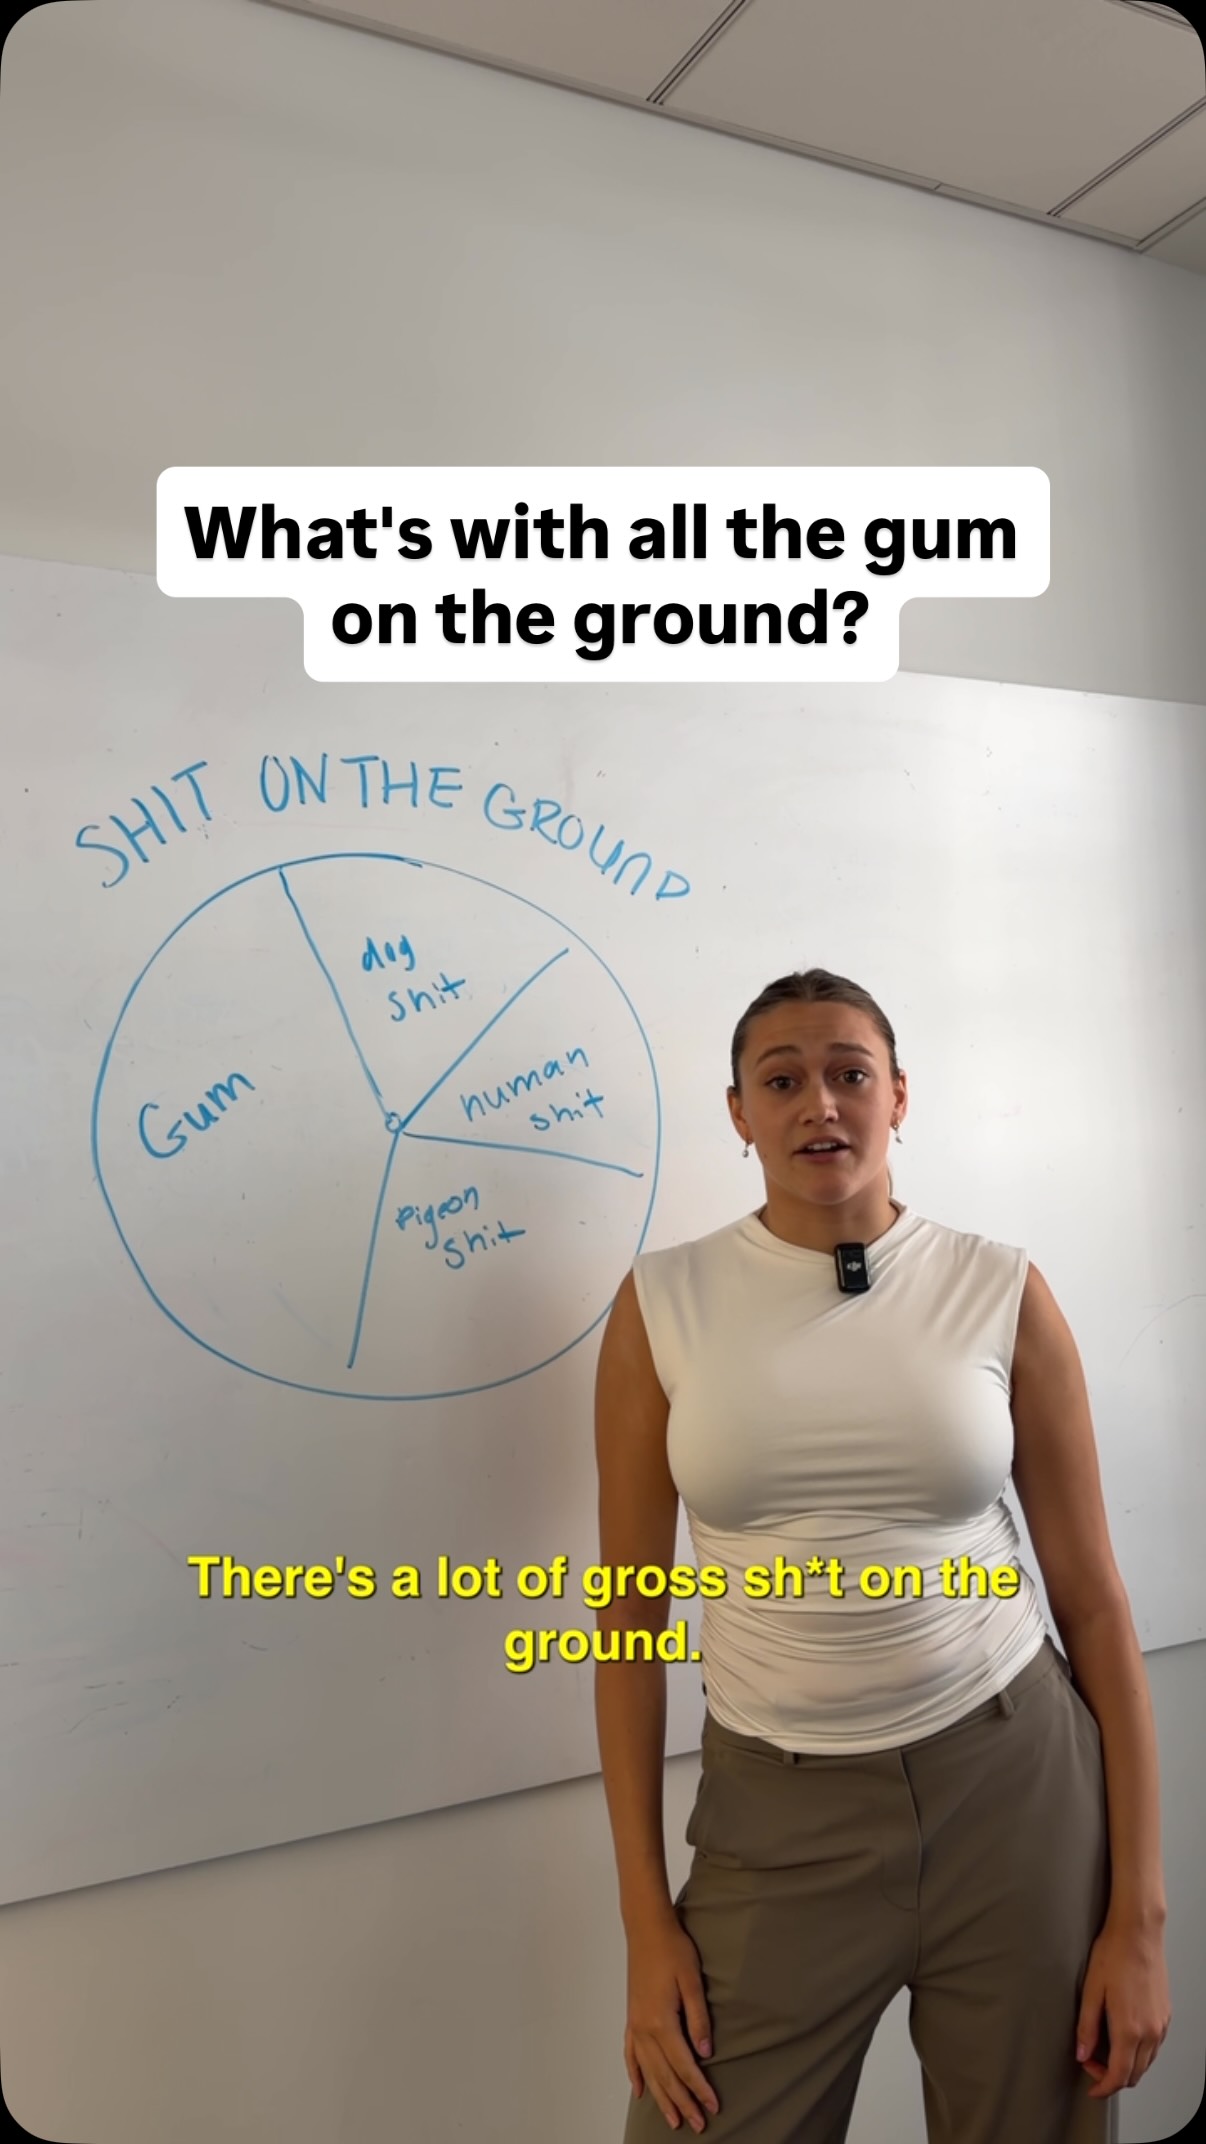 What's with all the gum
on the ground?
SHIT ON THE GROUND
dog
shit
human
shit
Gum
pigeon
shit
There's a lot of gross sh*t on the
ground.